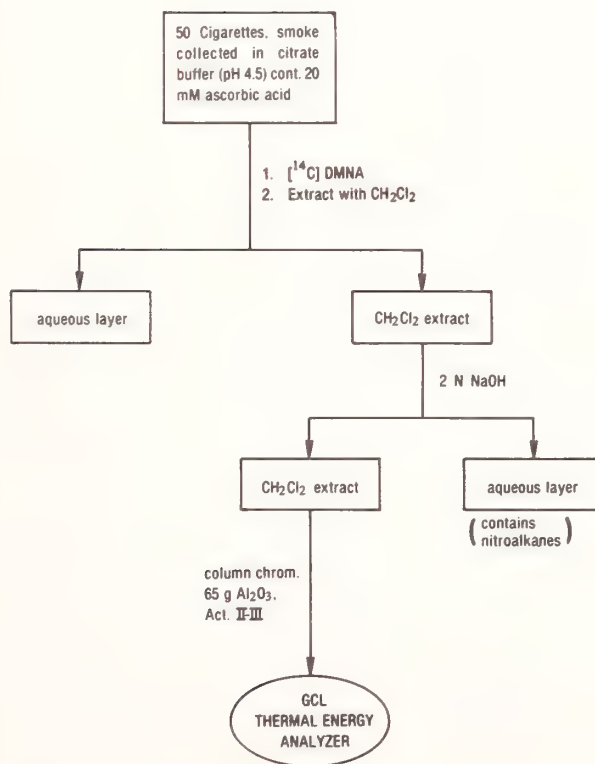 50 Cigarettes, smoke
collected in citrate
buffer (pH 4.5) cont. 20
mM ascorbic acid
1. [¹⁴C] DMNA
2. Extract with CH₂Cl₂
aqueous layer
CH₂Cl₂ extract
2 N NaOH
CH₂Cl₂ extract
aqueous layer
(contains
nitroalkanes)
column chrom.
65 g Al₂O₃,
Act. II-III
GCL
THERMAL ENERGY
ANALYZER